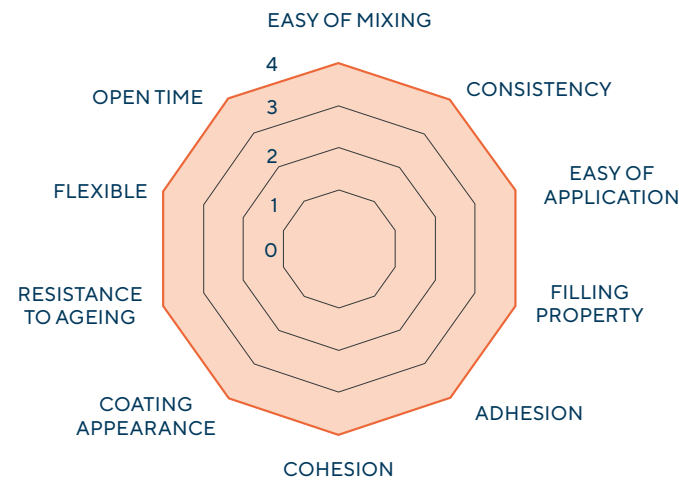 EASY OF MIXING
4
OPEN TIME
CONSISTENCY
3
2
EASY OF
APPLICATION
FLEXIBLE
1
0
RESISTANCE
TO AGEING
FILLING
PROPERTY
COATING
APPEARANCE
ADHESION
COHESION